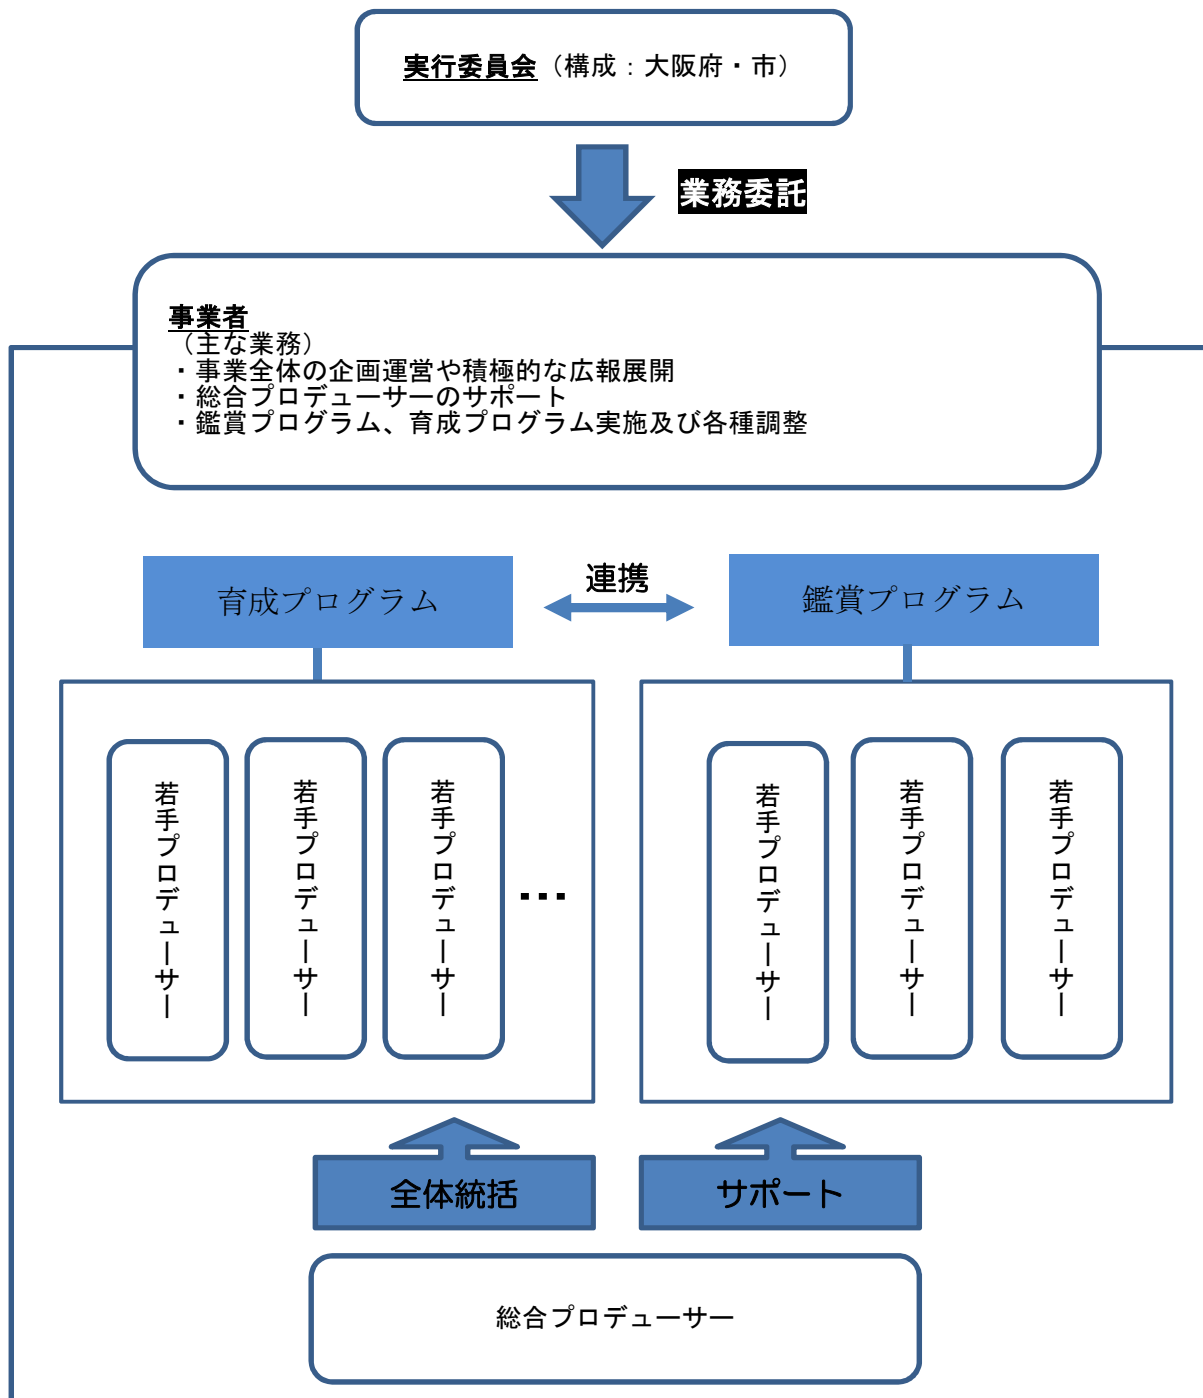 実行委員会（構成：大阪府・市）
業務委託
事業者
（主な業務）
・事業全体の企画運営や積極的な広報展開
・総合プロデューサーのサポート
・鑑賞プログラム、育成プログラム実施及び各種調整
育成プログラム
連携
鑑賞プログラム
若手プロデューサー
若手プロデューサー
若手プロデューサー
…
若手プロデューサー
若手プロデューサー
若手プロデューサー
全体統括
サポート
総合プロデューサー